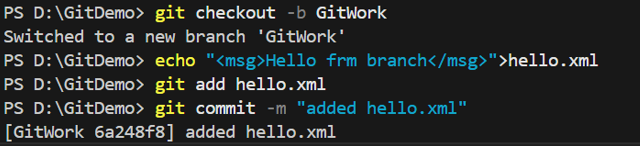 PS D:\GitDemo> git checkout -b GitWork
Switched to a new branch 'GitWork'
PS D:\GitDemo> echo "<msg>Hello frm branch</msg>">hello.xml
PS D:\GitDemo> git add hello.xml
PS D:\GitDemo> git commit -m "added hello.xml"
[GitWork 6a248f8] added hello.xml